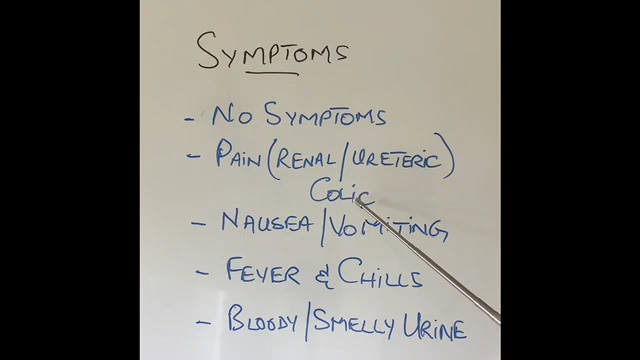 SYMPTOMS
- NO SYMPTOMS
- PAIN (RENAL/URETERIC)
COLIC
- NAUSEA/VOMITING
- FEVER & CHILLS
- BLOODY/SMELLY URINE